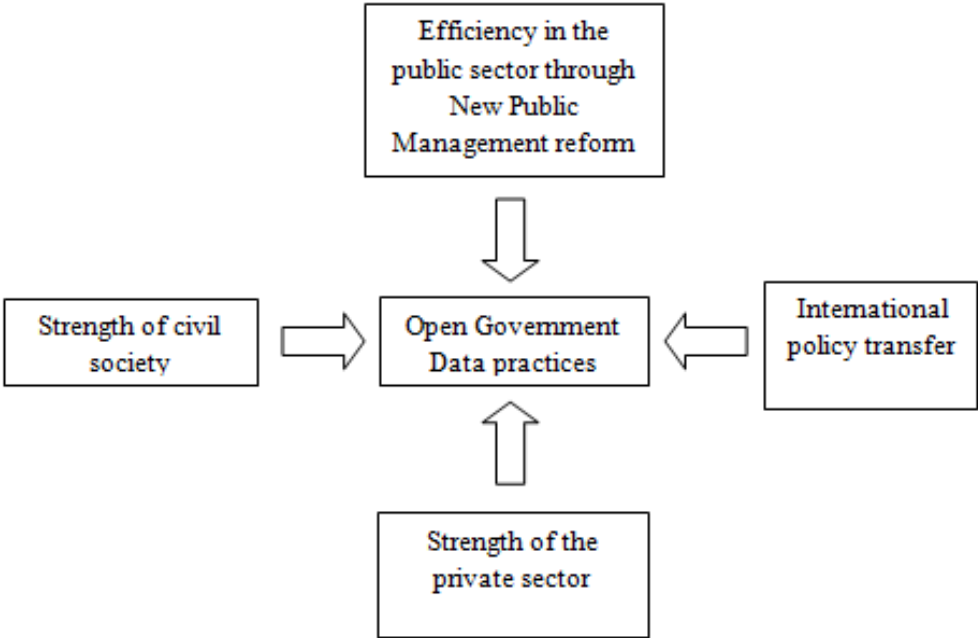 Efficiency in the
public sector through
New Public
Management reform
Strength of civil
society
Open Government
Data practices
International
policy transfer
Strength of the
private sector